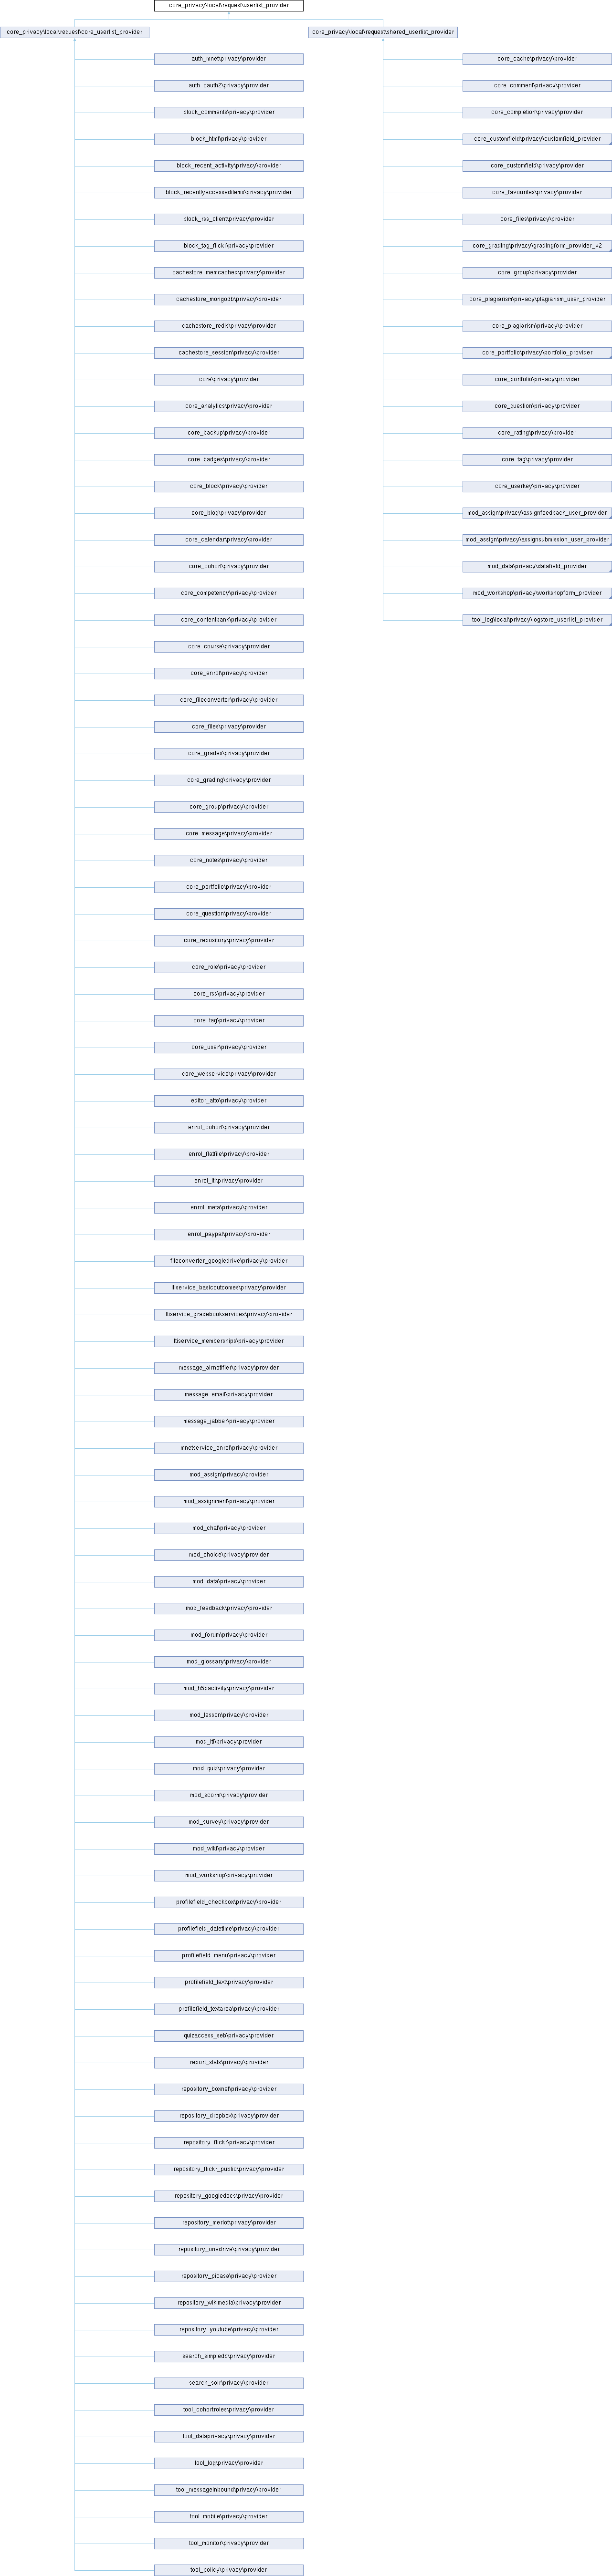 core_privacy\local\request\userlist_provider
core_privacy\local\request\core_userlist_provider
core_privacy\local\request\shared_userlist_provider
auth_mnet\privacy\provider
auth_oauth2\privacy\provider
block_comments\privacy\provider
block_html\privacy\provider
block_recent_activity\privacy\provider
block_recentlyaccesseditems\privacy\provider
block_rss_client\privacy\provider
block_tag_flickr\privacy\provider
cachestore_memcached\privacy\provider
cachestore_mongodb\privacy\provider
cachestore_redis\privacy\provider
cachestore_session\privacy\provider
core\privacy\provider
core_analytics\privacy\provider
core_backup\privacy\provider
core_badges\privacy\provider
core_block\privacy\provider
core_blog\privacy\provider
core_calendar\privacy\provider
core_cohort\privacy\provider
core_competency\privacy\provider
core_contentbank\privacy\provider
core_course\privacy\provider
core_enrol\privacy\provider
core_fileconverter\privacy\provider
core_files\privacy\provider
core_grades\privacy\provider
core_grading\privacy\provider
core_group\privacy\provider
core_message\privacy\provider
core_notes\privacy\provider
core_portfolio\privacy\provider
core_question\privacy\provider
core_repository\privacy\provider
core_role\privacy\provider
core_rss\privacy\provider
core_tag\privacy\provider
core_user\privacy\provider
core_webservice\privacy\provider
editor_atto\privacy\provider
enrol_cohort\privacy\provider
enrol_flatfile\privacy\provider
enrol_lti\privacy\provider
enrol_meta\privacy\provider
enrol_paypal\privacy\provider
fileconverter_googledrive\privacy\provider
ltiservice_basicoutcomes\privacy\provider
ltiservice_gradebookservices\privacy\provider
ltiservice_memberships\privacy\provider
message_airnotifier\privacy\provider
message_email\privacy\provider
message_jabber\privacy\provider
mnetservice_enrol\privacy\provider
mod_assign\privacy\provider
mod_assignment\privacy\provider
mod_chat\privacy\provider
mod_choice\privacy\provider
mod_data\privacy\provider
mod_feedback\privacy\provider
mod_forum\privacy\provider
mod_glossary\privacy\provider
mod_h5pactivity\privacy\provider
mod_lesson\privacy\provider
mod_lti\privacy\provider
mod_quiz\privacy\provider
mod_scorm\privacy\provider
mod_survey\privacy\provider
mod_wiki\privacy\provider
mod_workshop\privacy\provider
profilefield_checkbox\privacy\provider
profilefield_datetime\privacy\provider
profilefield_menu\privacy\provider
profilefield_text\privacy\provider
profilefield_textarea\privacy\provider
quizaccess_seb\privacy\provider
report_stats\privacy\provider
repository_boxnet\privacy\provider
repository_dropbox\privacy\provider
repository_flickr\privacy\provider
repository_flickr_public\privacy\provider
repository_googledocs\privacy\provider
repository_merlot\privacy\provider
repository_onedrive\privacy\provider
repository_picasa\privacy\provider
repository_wikimedia\privacy\provider
repository_youtube\privacy\provider
search_simpledb\privacy\provider
search_solr\privacy\provider
tool_cohortroles\privacy\provider
tool_dataprivacy\privacy\provider
tool_log\privacy\provider
tool_messageinbound\privacy\provider
tool_mobile\privacy\provider
tool_monitor\privacy\provider
tool_policy\privacy\provider
core_cache\privacy\provider
core_comment\privacy\provider
core_completion\privacy\provider
core_customfield\privacy\customfield_provider
core_customfield\privacy\provider
core_favourites\privacy\provider
core_files\privacy\provider
core_grading\privacy\gradingform_provider_v2
core_group\privacy\provider
core_plagiarism\privacy\plagiarism_user_provider
core_plagiarism\privacy\provider
core_portfolio\privacy\portfolio_provider
core_portfolio\privacy\provider
core_question\privacy\provider
core_rating\privacy\provider
core_tag\privacy\provider
core_userkey\privacy\provider
mod_assign\privacy\assignfeedback_user_provider
mod_assign\privacy\assignsubmission_user_provider
mod_data\privacy\datafield_provider
mod_workshop\privacy\workshopform_provider
tool_log\local\privacy\logstore_userlist_provider